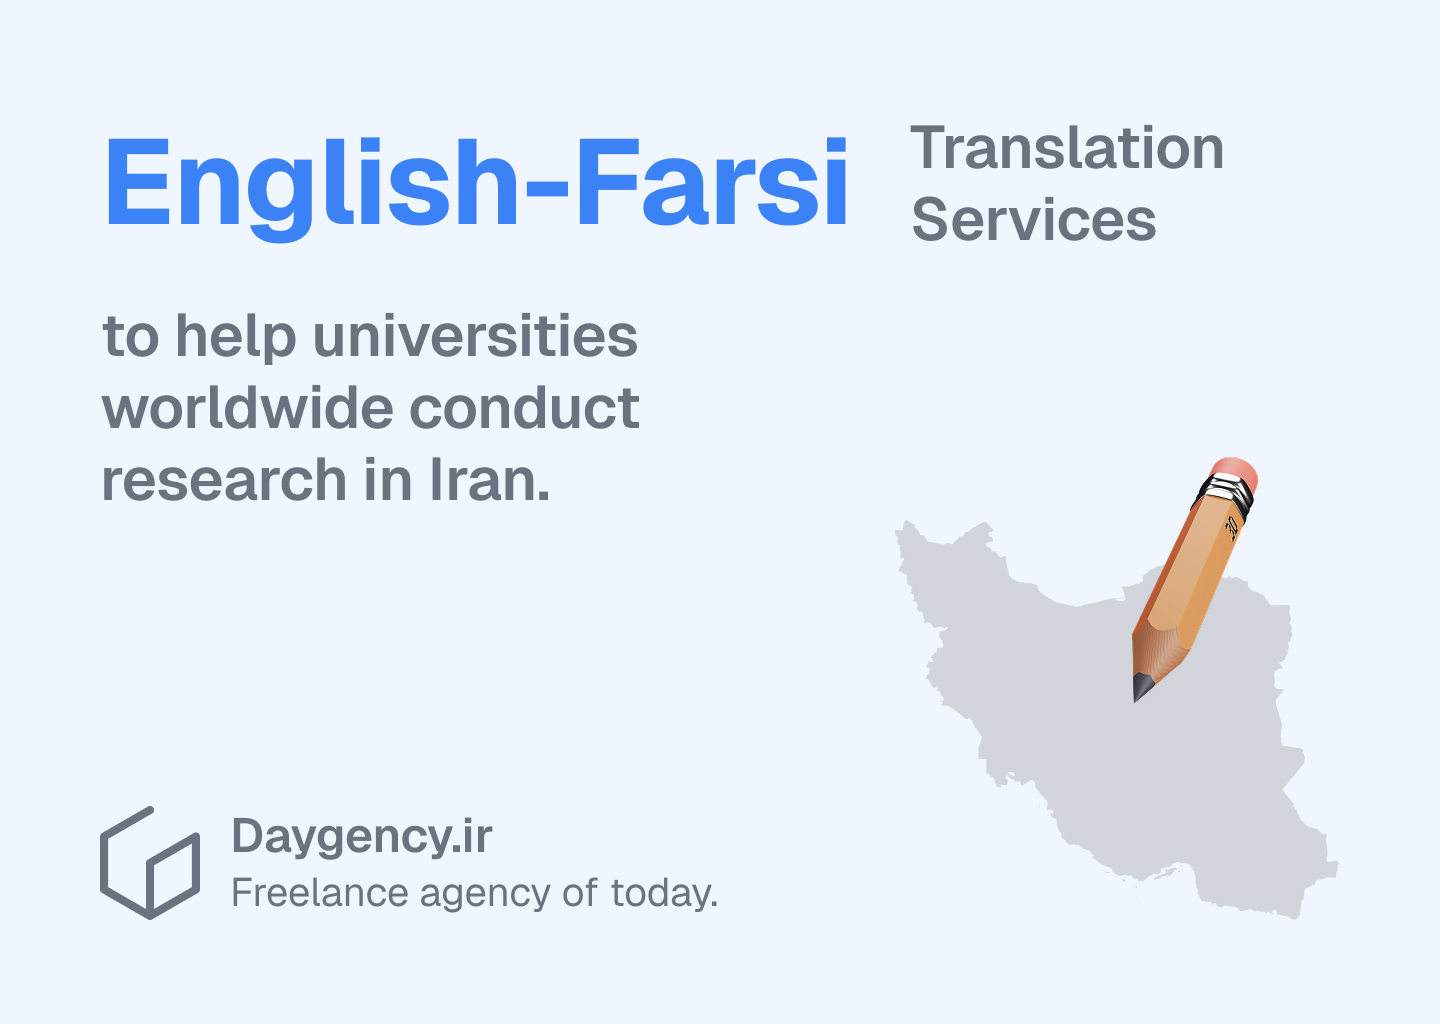 English-Farsi
Translation
Services
to help universities
worldwide conduct
research in Iran.
Daygency.ir
Freelance agency of today.